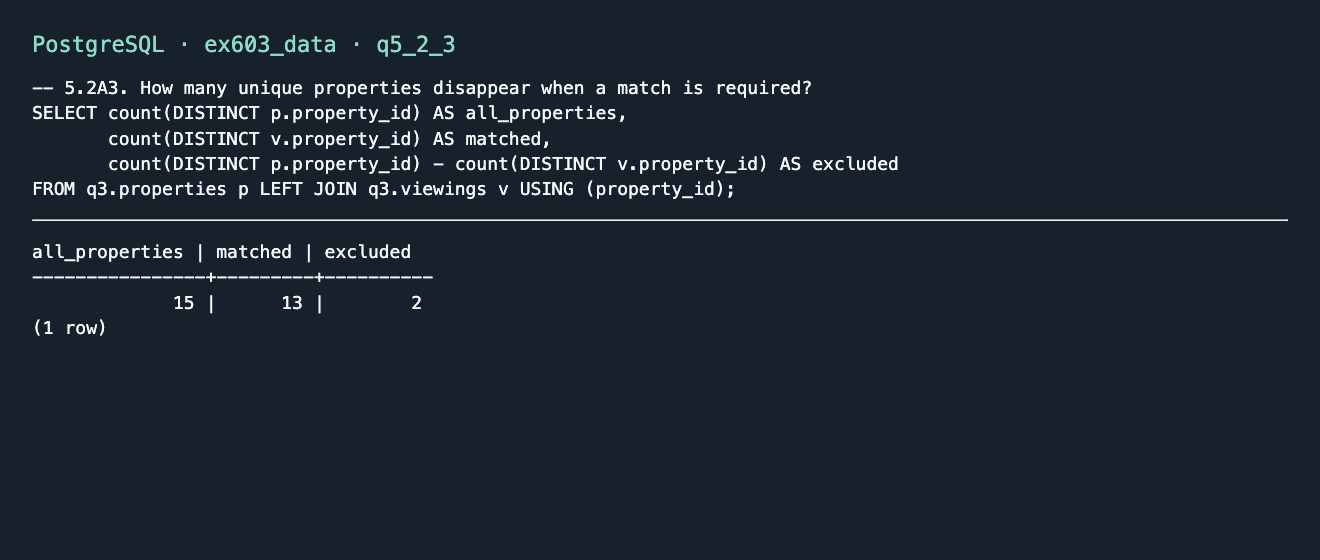 PostgreSQL · ex603_data · q5_2_3
-- 5.2A3. How many unique properties disappear when a match is required?
SELECT count(DISTINCT p.property_id) AS all_properties,
       count(DISTINCT v.property_id) AS matched,
       count(DISTINCT p.property_id) - count(DISTINCT v.property_id) AS excluded
FROM q3.properties p LEFT JOIN q3.viewings v USING (property_id);
all_properties | matched | excluded
----------------+---------+----------
             15 |      13 |        2
(1 row)